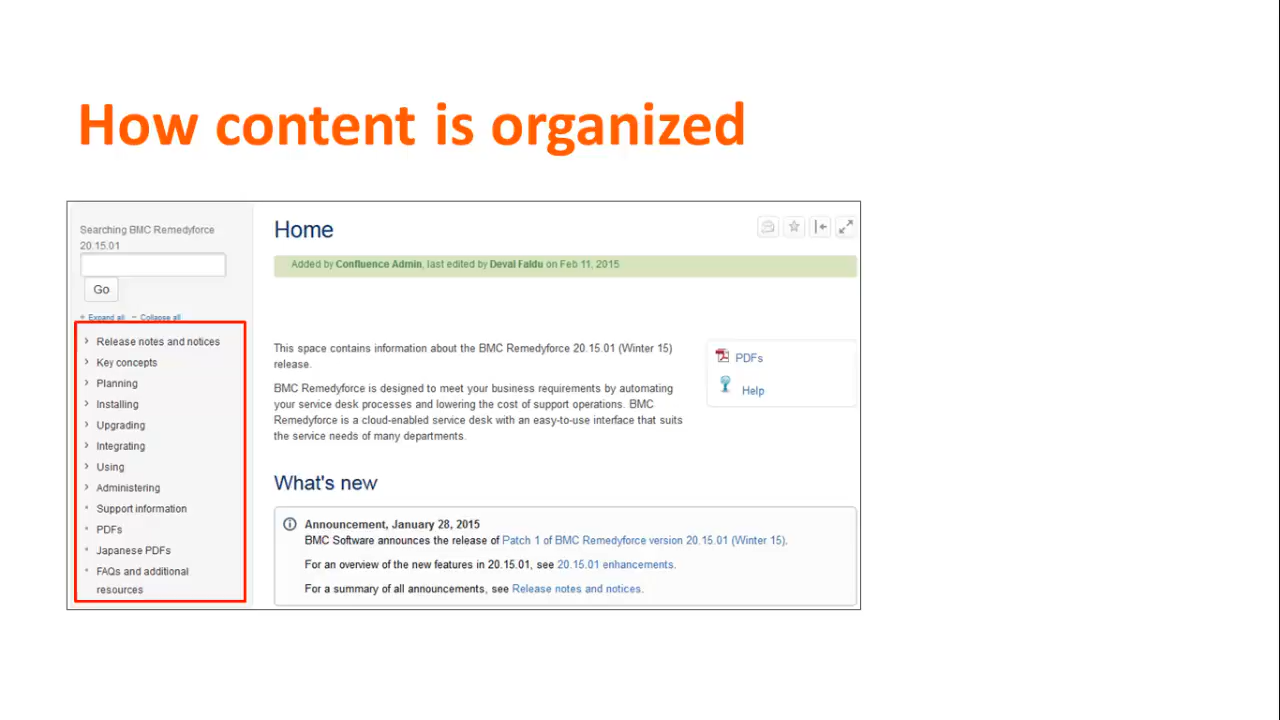 How content is organized
Searching BMC Remedyforce
20.15.01
Go
Expand all Collapse all
Release notes and notices
Key concepts
Planning
Installing
Upgrading
Integrating
Using
Administering
Support information
PDFs
Japanese PDFs
FAQs and additional
resources
Home
Added by Confluence Admin, last edited by Deval Faldu on Feb 11, 2015
This space contains information about the BMC Remedyforce 20.15.01 (Winter 15)
release.
BMC Remedyforce is designed to meet your business requirements by automating
your service desk processes and lowering the cost of support operations. BMC
Remedyforce is a cloud-enabled service desk with an easy-to-use interface that suits
the service needs of many departments.
PDFs
Help
What's new
Announcement, January 28, 2015
BMC Software announces the release of Patch 1 of BMC Remedyforce version 20.15.01 (Winter 15).
For an overview of the new features in 20.15.01, see 20.15.01 enhancements.
For a summary of all announcements, see Release notes and notices.